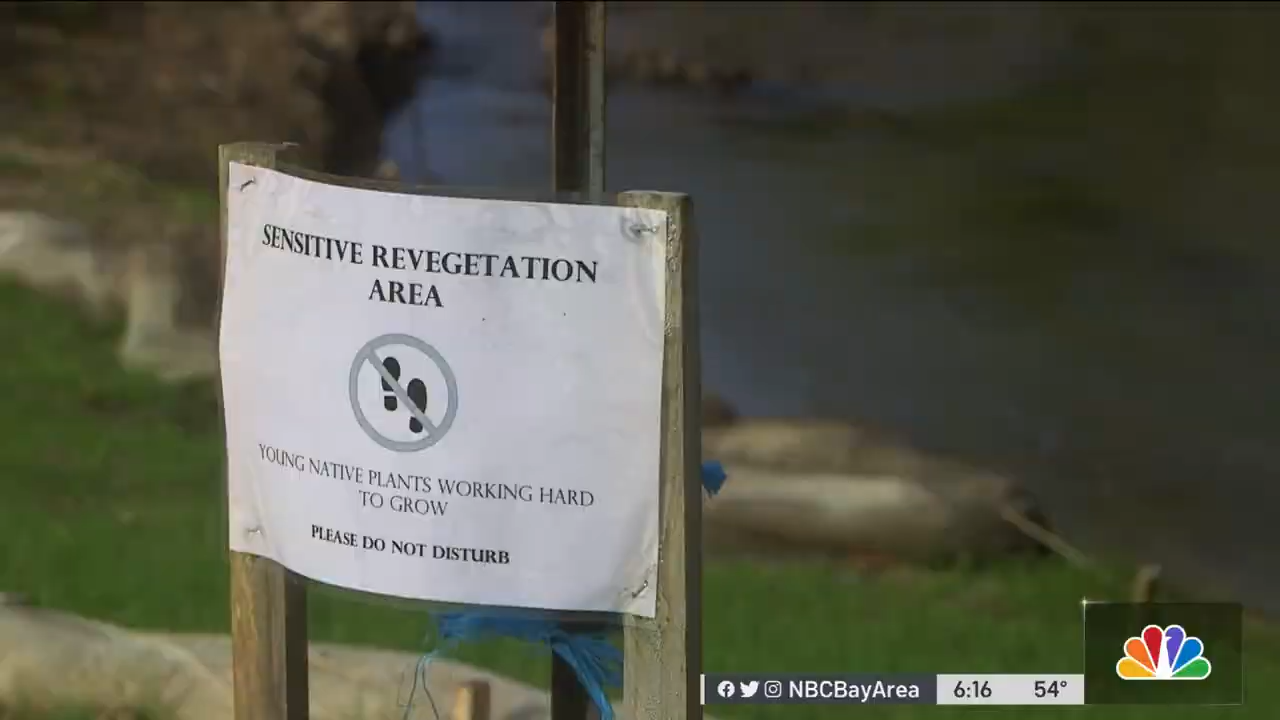 SENSITIVE REVEGETATION
AREA
YOUNG NATIVE PLANTS WORKING HARD
TO GROW
PLEASE DO NOT DISTURB
NBCBayArea 6:16 54°